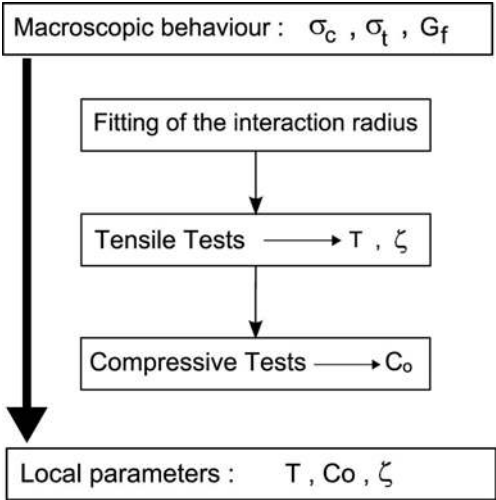 Macroscopic behaviour : σc , σt , Gf
Fitting of the interaction radius
Tensile Tests ⟶ T , ζ
Compressive Tests ⟶ Co
Local parameters : T , Co , ζ